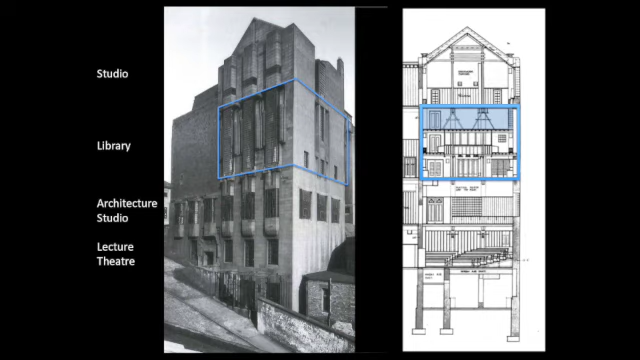 Studio
Library
Architecture
Studio
Lecture
Theatre